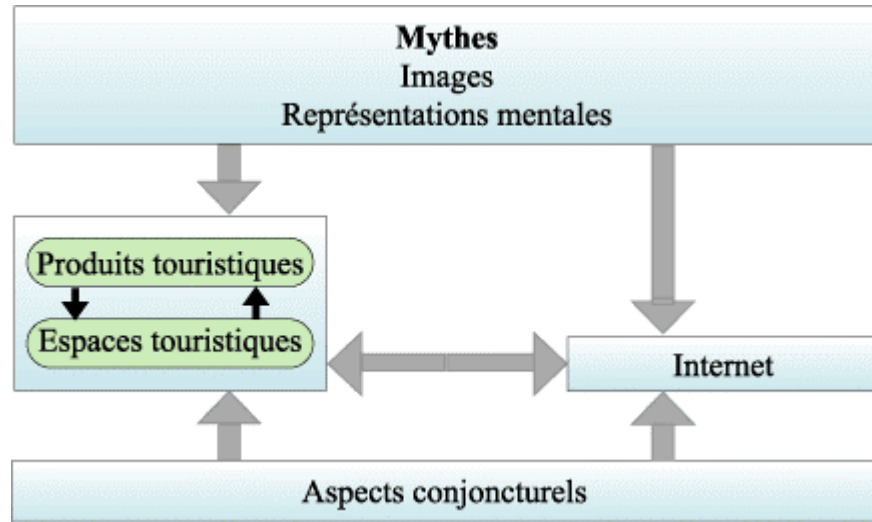 Mythes
Images
Représentations mentales
Produits touristiques
Espaces touristiques
Internet
Aspects conjoncturels